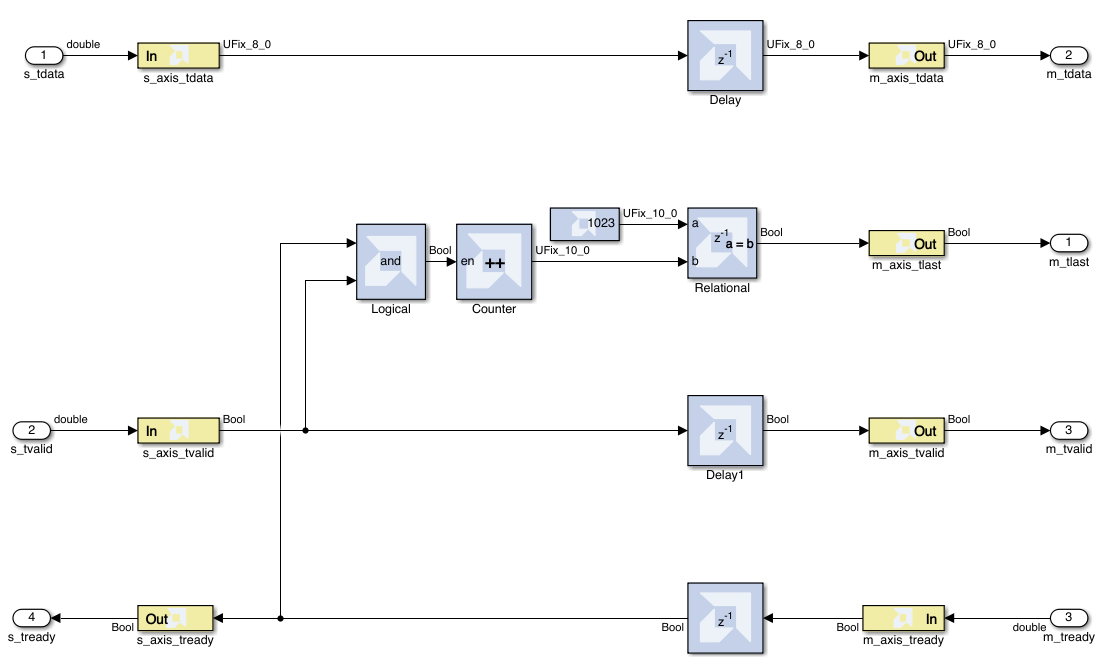 1 double In UFix_8_0 z-1 UFix_8_0 Out UFix_8_0 2
s_tdata s_axis_tdata Delay m_axis_tdata m_tdata
1023 UFix_10_0 a
and Bool en ++ UFix_10_0 b z-1 a = b Bool Out Bool 1
Logical Counter Relational m_axis_tlast m_tlast
2 double In Bool z-1 Bool Out Bool 3
s_tvalid s_axis_tvalid Delay1 m_axis_tvalid m_tvalid
4 Bool Out Bool z-1 Bool In double 3
s_tready s_axis_tready m_axis_tready m_tready